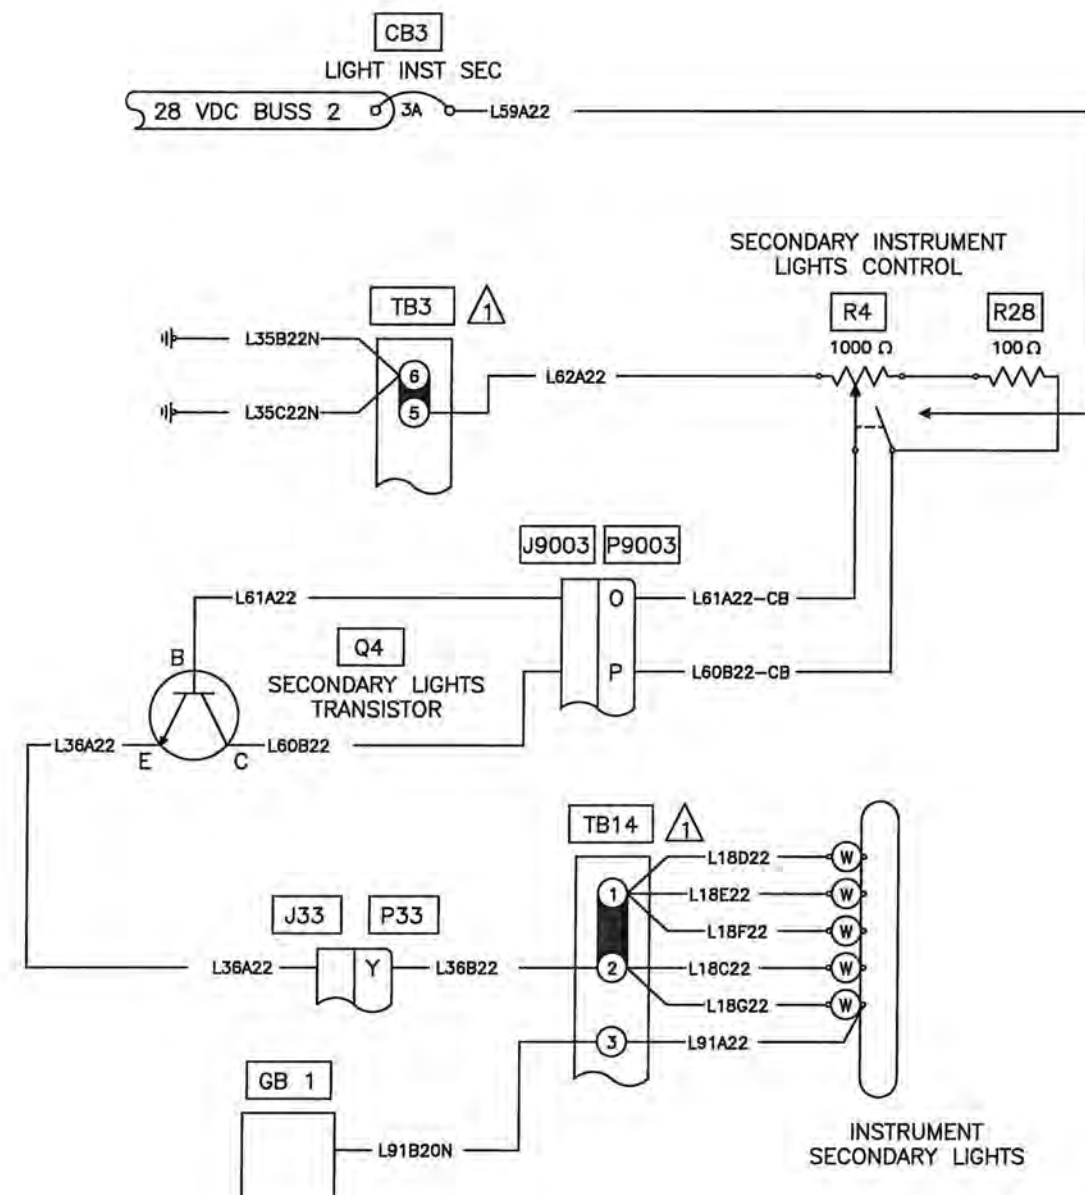 CB3
LIGHT INST SEC
28 VDC BUSS 2
3A
L59A22
SECONDARY INSTRUMENT
LIGHTS CONTROL
TB3
1
R4
R28
1000 Ω
100 Ω
L35B22N
6
L62A22
L35C22N
5
J9003
P9003
L61A22
O
L61A22-CB
B
Q4
SECONDARY LIGHTS
TRANSISTOR
P
L60B22-CB
L36A22
E
C
L60B22
TB14
1
L18D22
W
1
L18E22
W
L18F22
W
J33
P33
L36A22
Y
L36B22
2
L18C22
W
L18G22
W
3
L91A22
GB 1
L91B20N
INSTRUMENT
SECONDARY LIGHTS